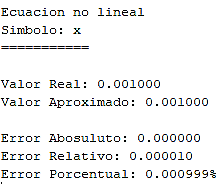 Ecuacion no lineal
Simbolo: x
===========
Valor Real: 0.001000
Valor Aproximado: 0.001000
Error Abosuluto: 0.000000
Error Relativo: 0.000010
Error Porcentual: 0.000999%